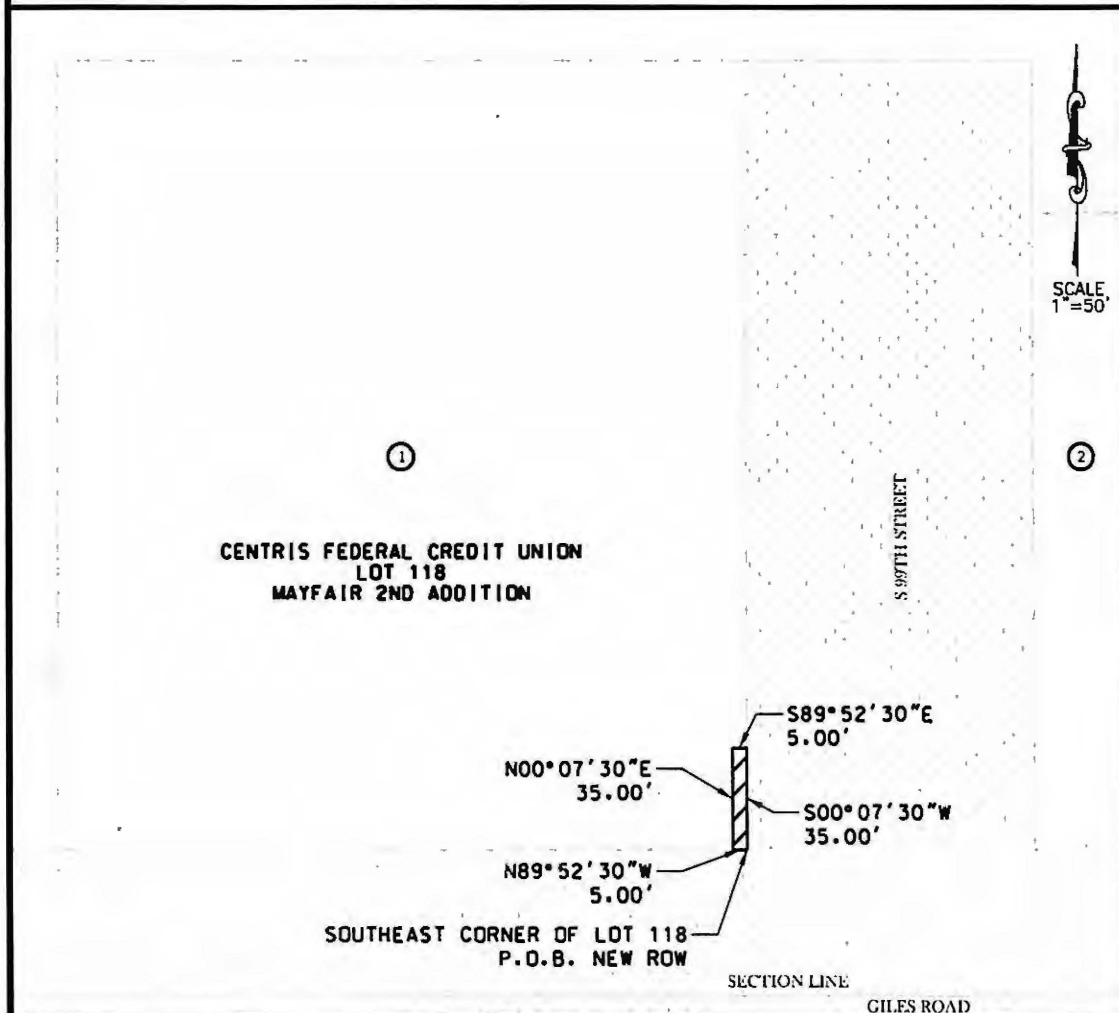 SCALE
1"=50'
1
2
S 99TH STREET
CENTRIS FEDERAL CREDIT UNION
LOT 118
MAYFAIR 2ND ADDITION
S89°52'30"E
5.00'
N00°07'30"E
35.00'
S00°07'30"W
35.00'
N89°52'30"W
5.00'
SOUTHEAST CORNER OF LOT 118
P.O.B. NEW ROW
SECTION LINE
GILES ROAD